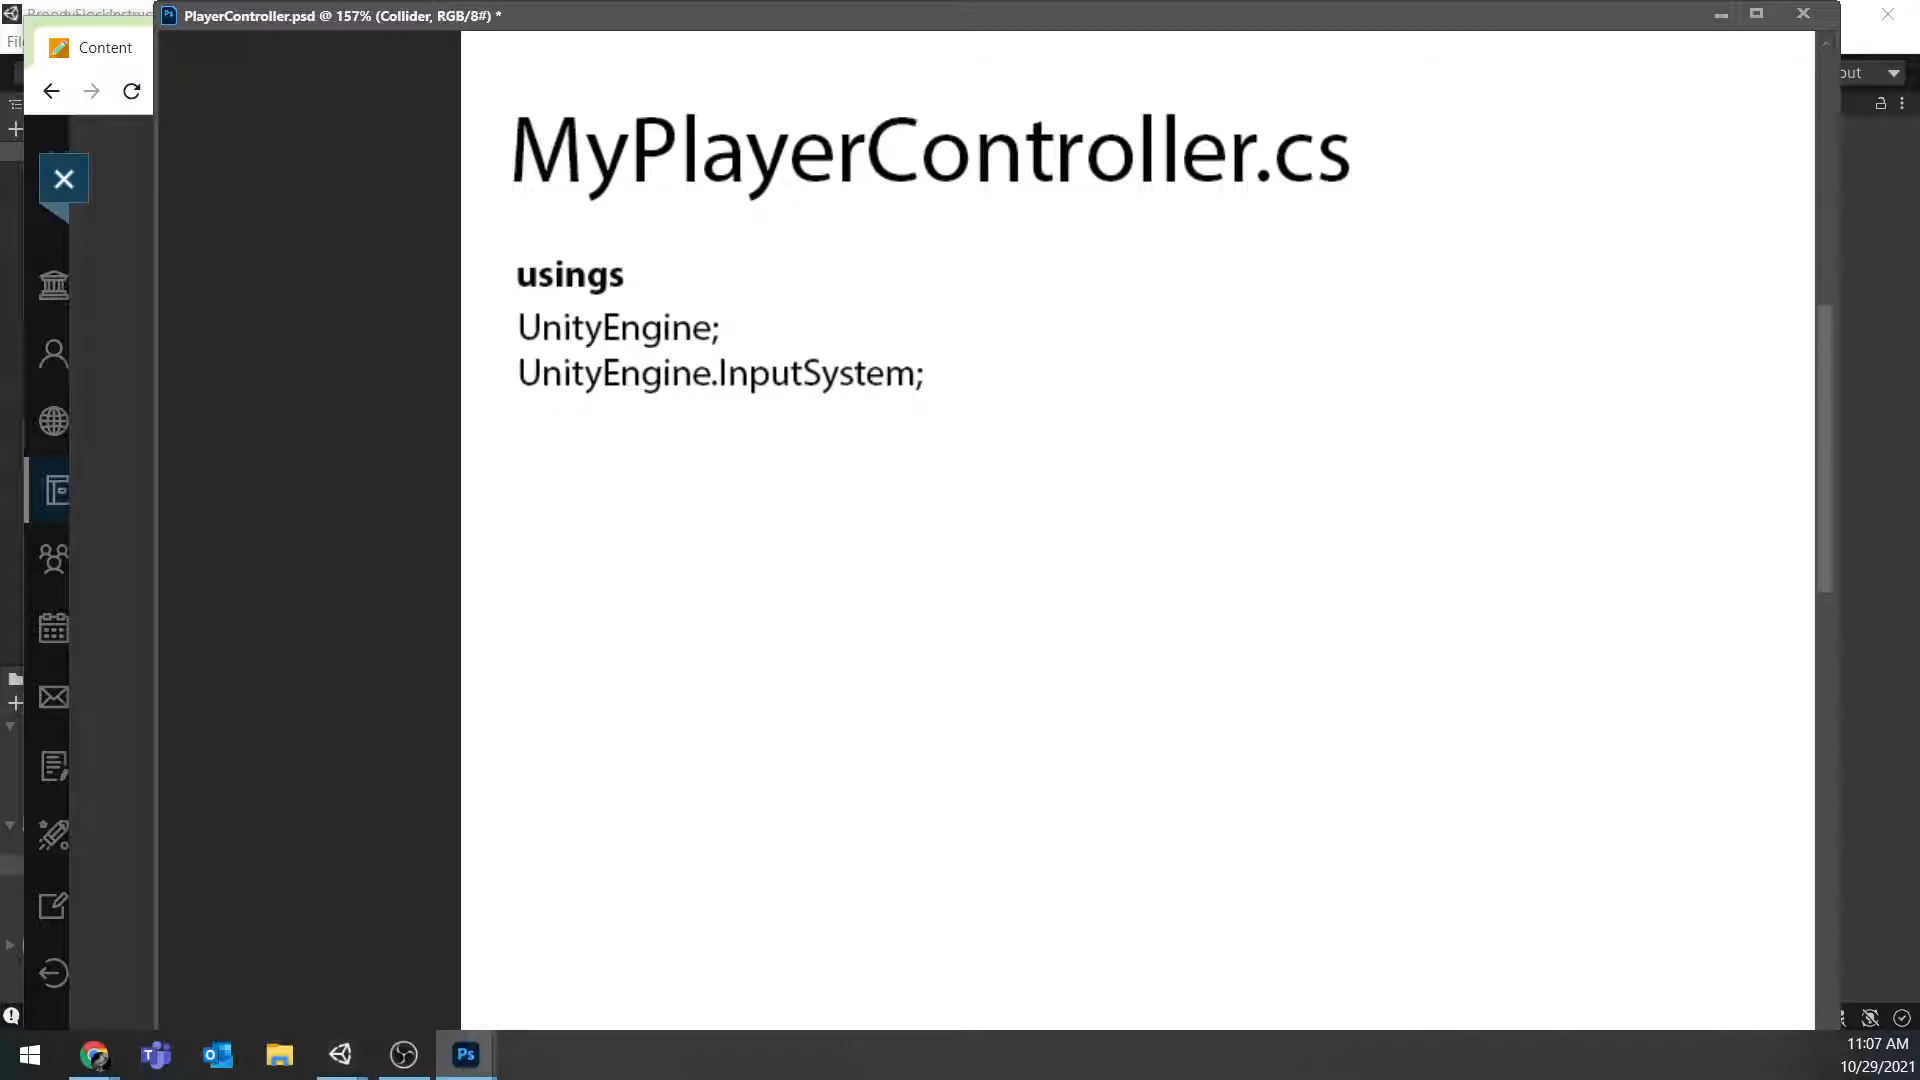 PlayerController.psd @ 157% (Collider, RGB/8#) *
Content
MyPlayerController.cs
usings
UnityEngine;
UnityEngine.InputSystem;
out
11:07 AM
10/29/2021